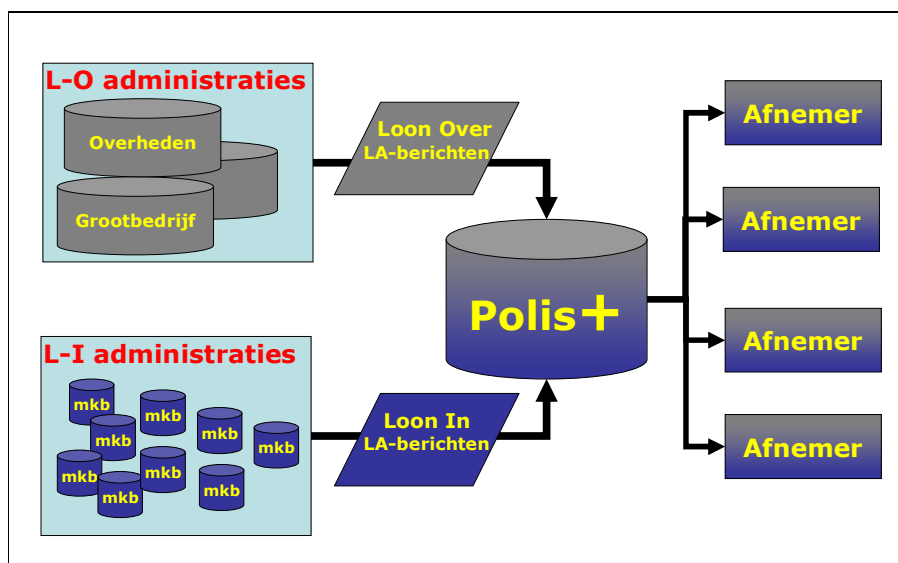 L-O administraties
Overheden
Grootbedrijf
Loon Over
LA-berichten
Polis+
Afnemer
Afnemer
Afnemer
Afnemer
L-I administraties
mkb
mkb
mkb
mkb
mkb
mkb
mkb
mkb
mkb
Loon In
LA-berichten